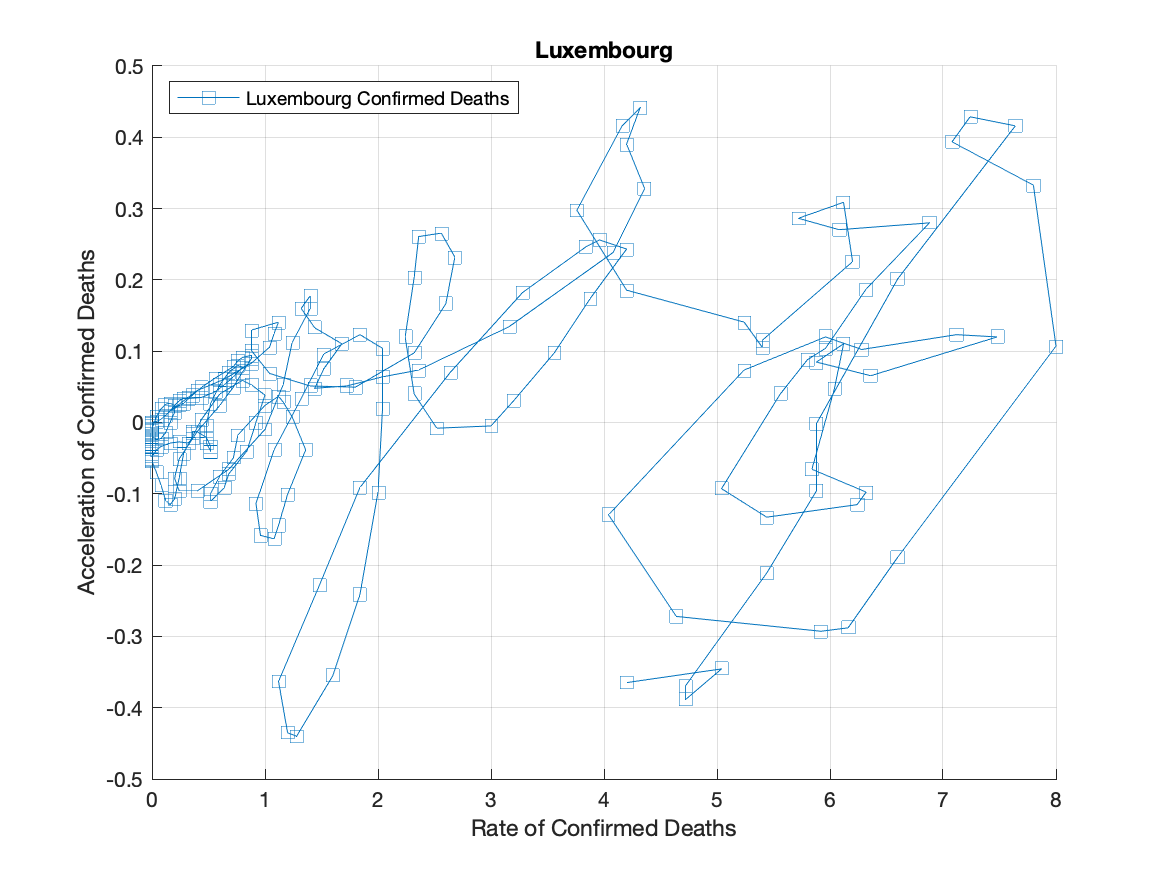 Luxembourg
Luxembourg Confirmed Deaths
0.5
0.4
0.3
0.2
0.1
0
-0.1
-0.2
-0.3
-0.4
-0.5
Acceleration of Confirmed Deaths
0 1 2 3 4 5 6 7 8
Rate of Confirmed Deaths